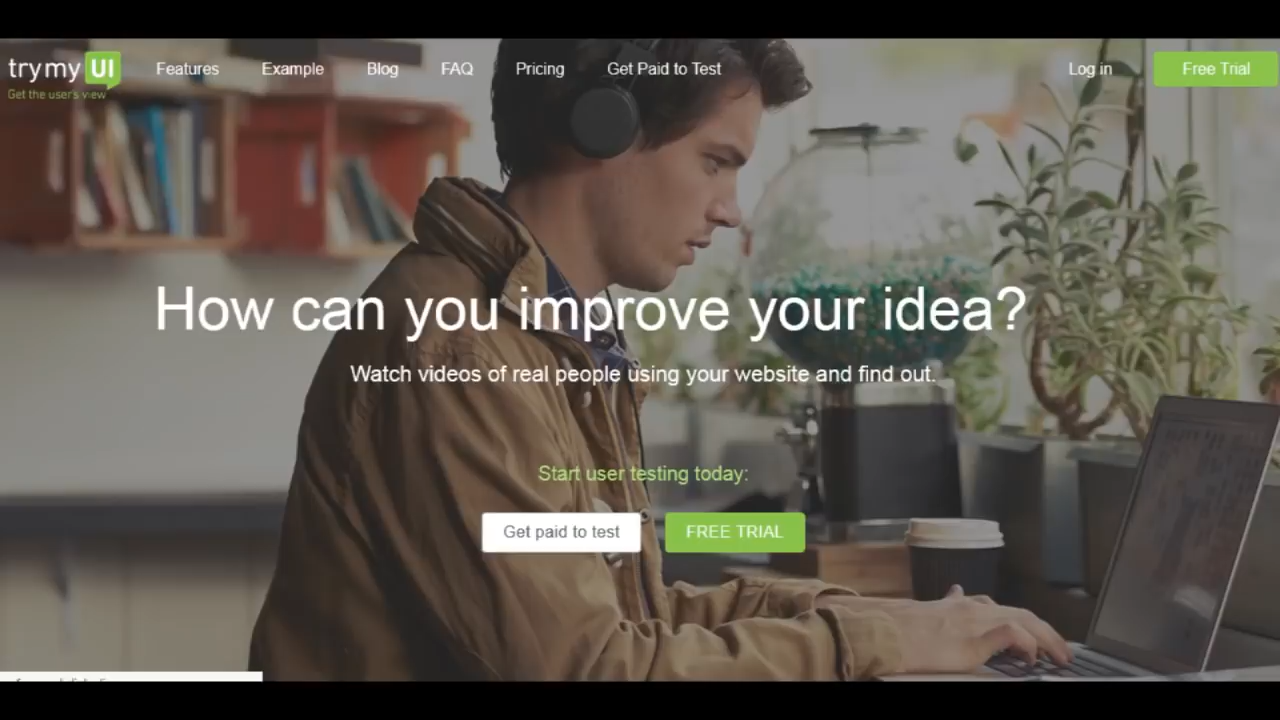 trymyUI
Get the user's view
Features
Example
Blog
FAQ
Pricing
Get Paid to Test
Log in
Free Trial
How can you improve your idea?
Watch videos of real people using your website and find out.
Start user testing today:
Get paid to test
FREE TRIAL